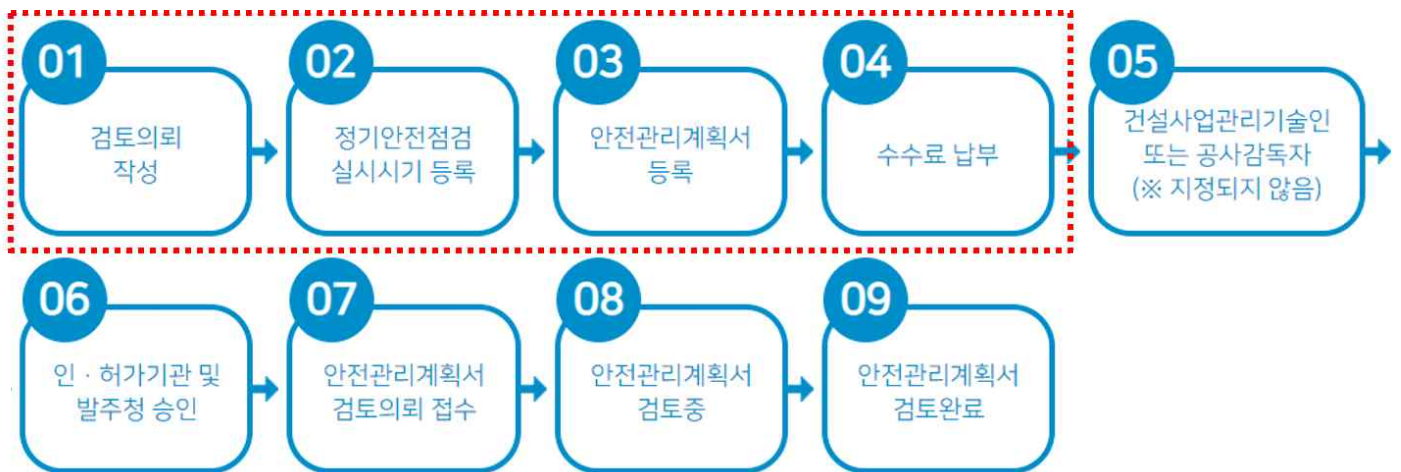 01
검토의뢰
작성
02
정기안전점검
실시시기 등록
03
안전관리계획서
등록
04
수수료 납부
05
건설사업관리기술인
또는 공사감독자
(※ 지정되지 않음)
06
인 · 허가기관 및
발주청 승인
07
안전관리계획서
검토의뢰 접수
08
안전관리계획서
검토중
09
안전관리계획서
검토완료